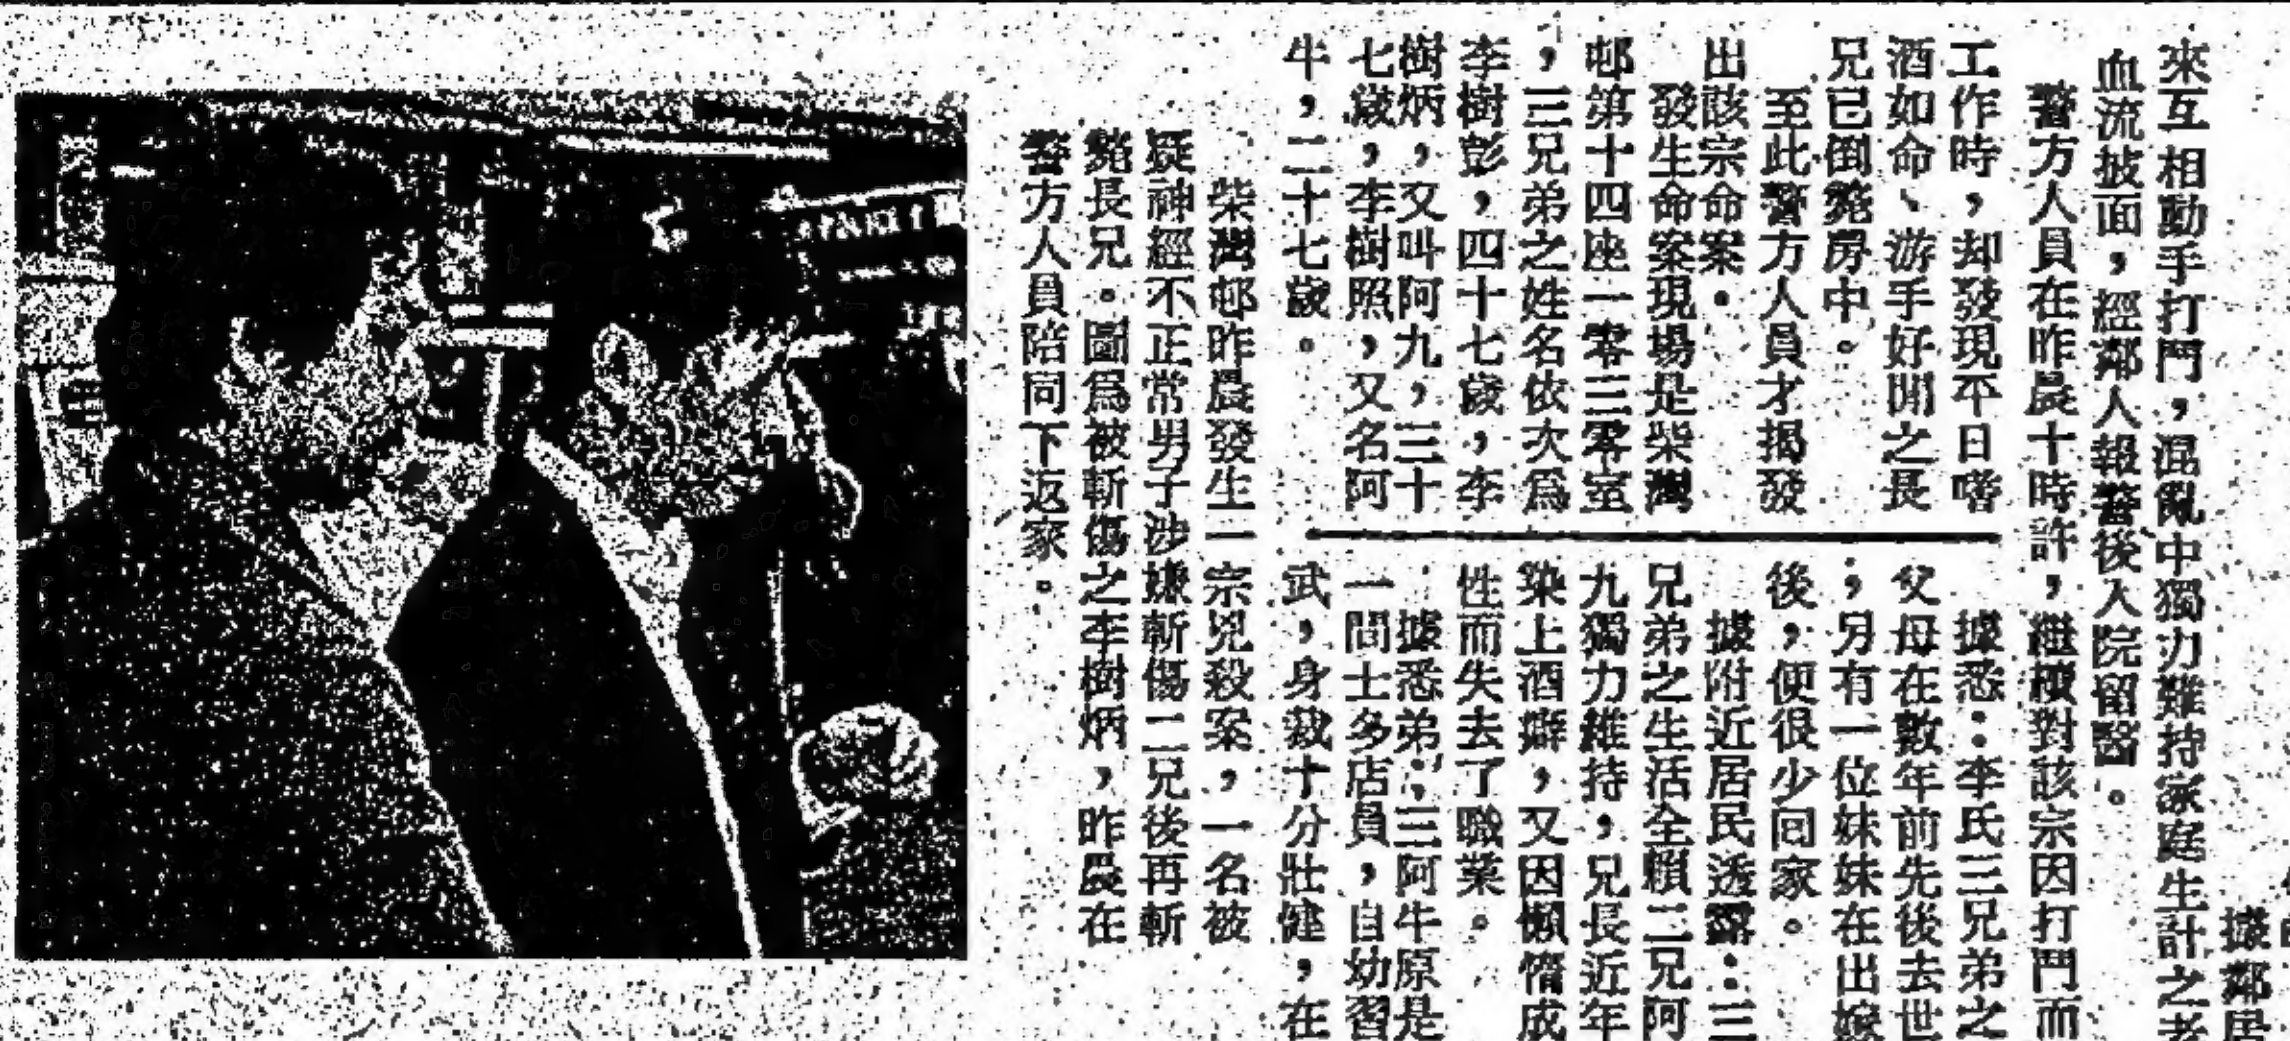 據鄰居
來互相動手打鬥,混亂中獨力維持家庭生計之老
血流披面,經鄰人報警後入院留醫。
警方人員在昨晨十時許,繼續對該宗因打鬥而
工作時,却發現平日嗜
酒如命、游手好閒之長
兄已倒斃房中。
至此警方人員才揭發
出該宗命案。
發生命案現場是柴灣
邨第十四座一零三零室
,三兄弟之姓名依次爲
李樹彭,四十七歲,李
樹炳,又叫阿九,三十
七歲,李樹照,又名阿
牛,二十七歲。
據悉:李氏三兄弟之
父母在數年前先後去世
,另有一位妹妹在出嫁
後,便很少回家。
據附近居民透露:三
兄弟之生活全賴二兄阿
九獨力維持,兄長近年
染上酒癖,又因懶惰成
性而失去了職業。
據悉弟;三阿牛原是
一間士多店員,自幼習
武,身裁十分壯健,在
柴灣邨昨晨發生一宗兇殺案,一名被
疑神經不正常男子涉嫌斬傷二兄後再斬
斃長兄。圖爲被斬傷之李樹炳,昨晨在
警方人員陪同下返家。